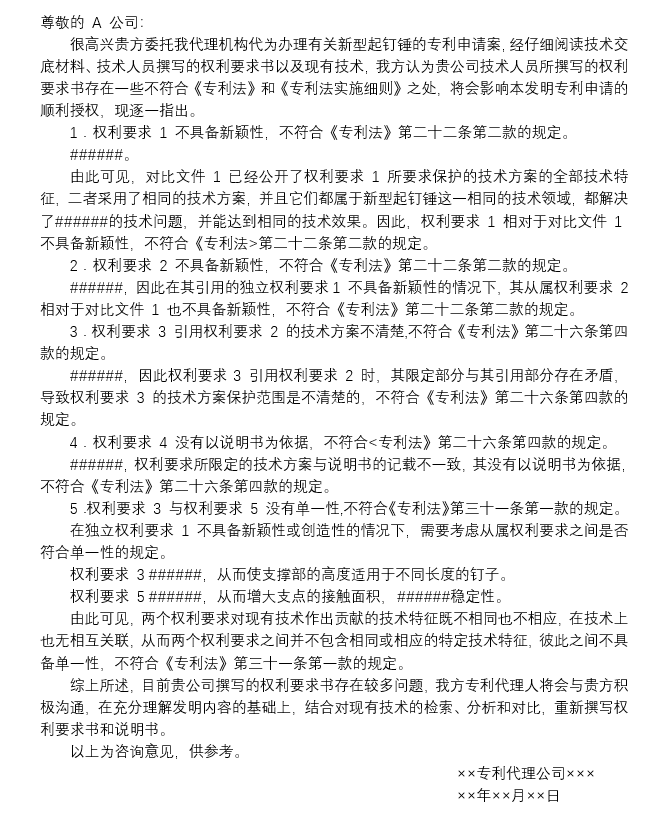 尊敬的 A 公司:
很高兴贵方委托我代理机构代为办理有关新型起钉锤的专利申请案, 经仔细阅读技术交
底材料、技术人员撰写的权利要求书以及现有技术, 我方认为贵公司技术人员所撰写的权利
要求书存在一些不符合《专利法》和《专利法实施细则》之处, 将会影响本发明专利申请的
顺利授权, 现逐一指出。
1．权利要求 1 不具备新颖性, 不符合《专利法》第二十二条第二款的规定。
######。
由此可见, 对比文件 1 已经公开了权利要求 1 所要求保护的技术方案的全部技术特
征, 二者采用了相同的技术方案, 并且它们都属于新型起钉锤这一相同的技术领域, 都解决
了######的技术问题, 并能达到相同的技术效果。因此, 权利要求 1 相对于对比文件 1
不具备新颖性, 不符合《专利法>第二十二条第二款的规定。
2．权利要求 2 不具备新颖性, 不符合《专利法》第二十二条第二款的规定。
######, 因此在其引用的独立权利要求 1 不具备新颖性的情况下, 其从属权利要求 2
相对于对比文件 1 也不具备新颖性, 不符合《专利法》第二十二条第二款的规定。
3．权利要求 3 引用权利要求 2 的技术方案不清楚,不符合《专利法》第二十六条第四
款的规定。
######, 因此权利要求 3 引用权利要求 2 时, 其限定部分与其引用部分存在矛盾,
导致权利要求 3 的技术方案保护范围是不清楚的, 不符合《专利法》第二十六条第四款的
规定。
4．权利要求 4 没有以说明书为依据, 不符合<专利法》第二十六条第四款的规定。
######, 权利要求所限定的技术方案与说明书的记载不一致, 其没有以说明书为依据,
不符合《专利法》第二十六条第四款的规定。
5 .权利要求 3 与权利要求 5 没有单一性,不符合《专利法》第三十一条第一款的规定。
在独立权利要求 1 不具备新颖性或创造性的情况下, 需要考虑从属权利要求之间是否
符合单一性的规定。
权利要求 3 ######, 从而使支撑部的高度适用于不同长度的钉子。
权利要求 5 ######, 从而增大支点的接触面积, ######稳定性。
由此可见, 两个权利要求对现有技术作出贡献的技术特征既不相同也不相应, 在技术上
也无相互关联, 从而两个权利要求之间并不包含相同或相应的特定技术特征, 彼此之间不具
备单一性, 不符合《专利法》第三十一条第一款的规定。
综上所述, 目前贵公司撰写的权利要求书存在较多问题, 我方专利代理人将会与贵方积
极沟通, 在充分理解发明内容的基础上, 结合对现有技术的检索、分析和对比, 重新撰写权
利要求书和说明书。
以上为咨询意见, 供参考。
××专利代理公司×××
××年××月××日